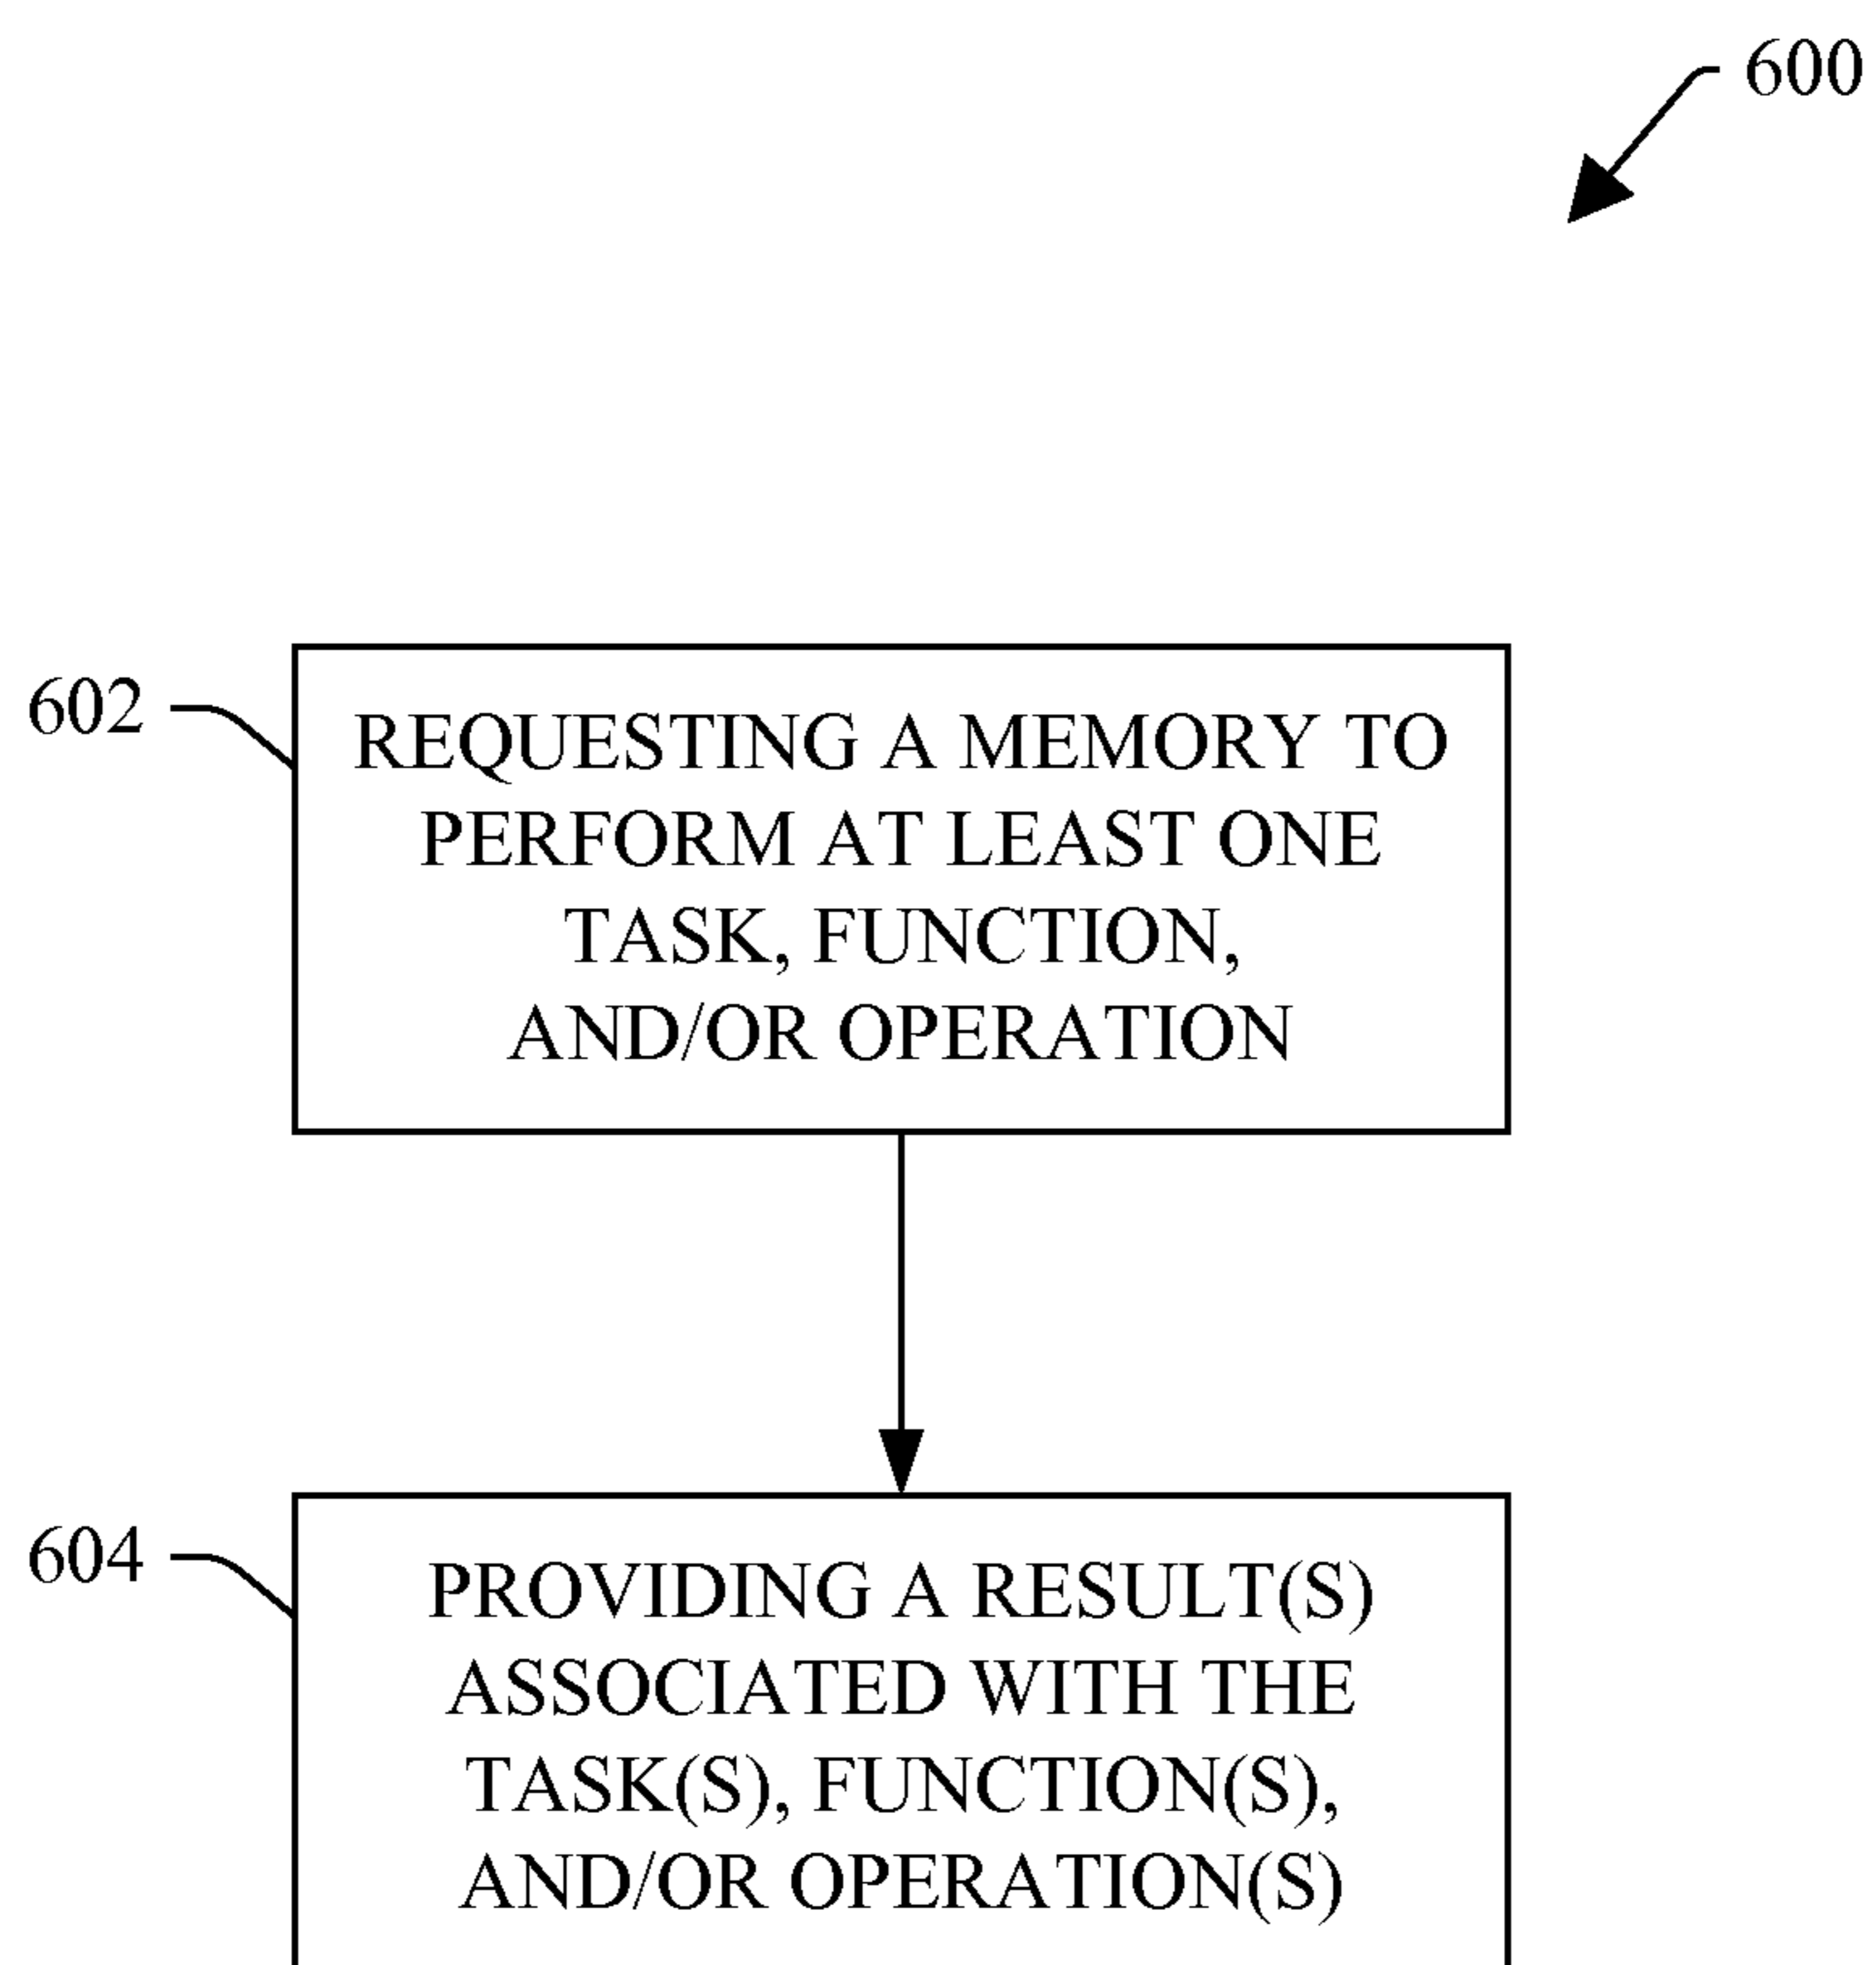 600
602
REQUESTING A MEMORY TO
PERFORM AT LEAST ONE
TASK, FUNCTION,
AND/OR OPERATION
604
PROVIDING A RESULT(S)
ASSOCIATED WITH THE
TASK(S), FUNCTION(S),
AND/OR OPERATION(S)